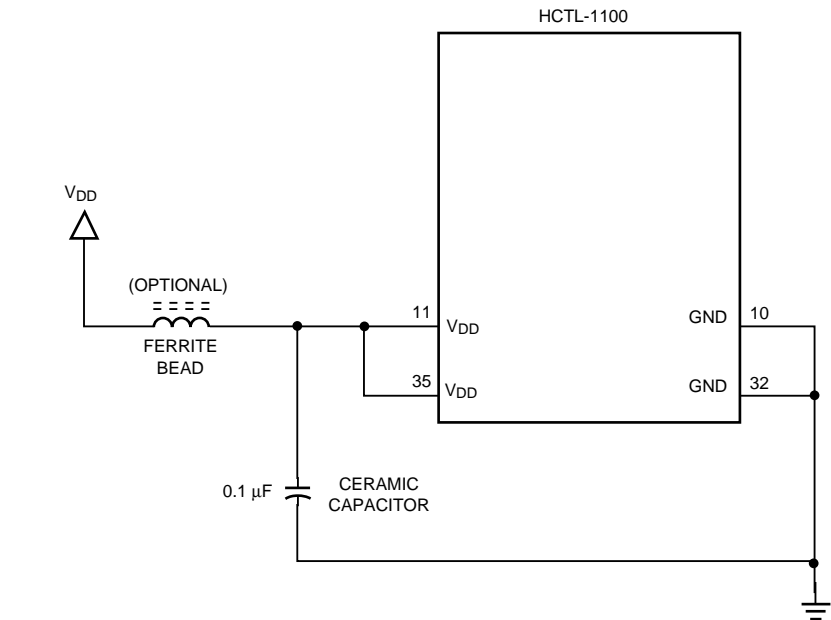 HCTL-1100
VDD
(OPTIONAL)
FERRITE
BEAD
11
VDD
35
VDD
GND
10
GND
32
0.1 µF
CERAMIC
CAPACITOR